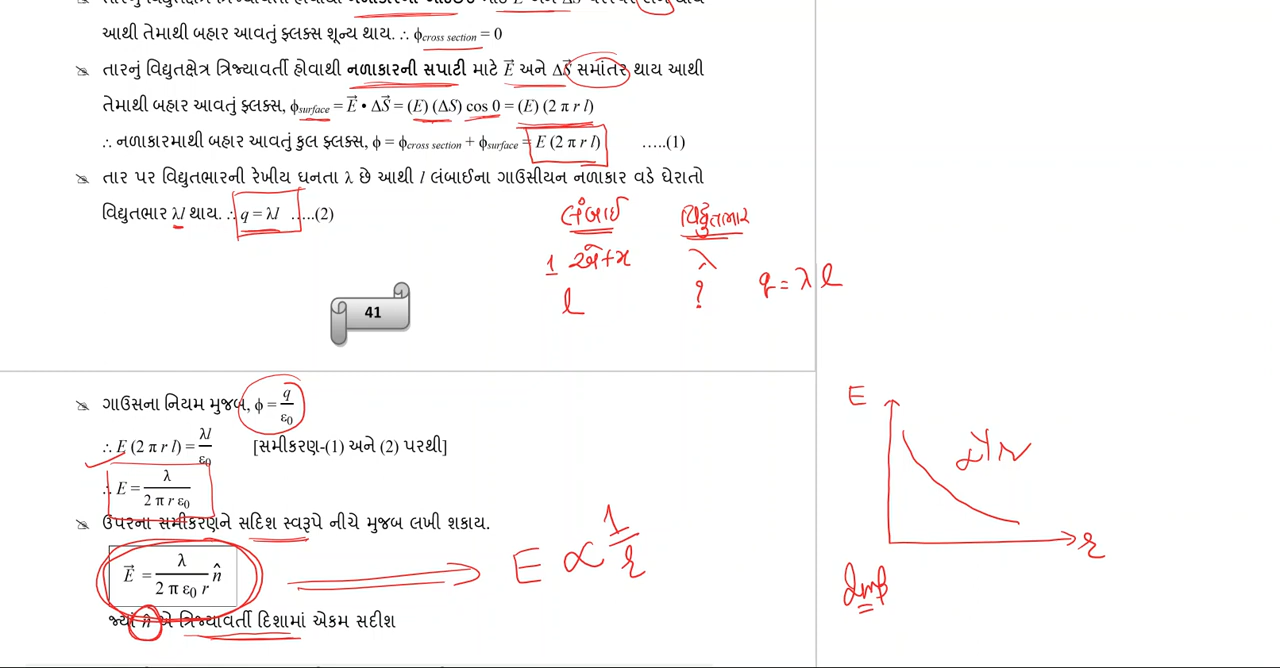 આથી તેમાથી બહાર આવતું ફ્લક્સ શૂન્ય થાય. ∴ ϕcross section = 0
તારનું વિદ્યુતક્ષેત્ર ત્રિજ્યાવર્તી હોવાથી નળાકારની સપાટી માટે E⃗ અને ΔS⃗ સમાંતર થાય આથી
તેમાથી બહાર આવતું ફ્લક્સ, ϕsurface = E⃗ • ΔS⃗ = (E) (ΔS) cos 0 = (E) (2 π r l)
∴ નળાકારમાથી બહાર આવતું કુલ ફ્લક્સ, ϕ = ϕcross section + ϕsurface = E (2 π r l) .....(1)
તાર પર વિદ્યુતભારની રેખીય ઘનતા λ છે આથી l લંબાઈના ગાઉસીયન નળાકાર વડે ઘેરાતો
વિદ્યુતભાર λl થાય. ∴ q = λl .....(2)
લંબાઈ વિદ્યુતભાર
1 એકમ λ
l ? q = λ l
41
ગાઉસના નિયમ મુજબ, ϕ = q/ε0
∴ E (2 π r l) = λl/ε0 [સમીકરણ-(1) અને (2) પરથી]
∴ E = λ/2 π r ε0
ઉપરના સમીકરણને સદિશ સ્વરૂપે નીચે મુજબ લખી શકાય.
E⃗ = λ/2 π ε0 r n̂
E ∝ 1/r
જ્યાં n̂ એ ત્રિજ્યાવર્તી દિશામાં એકમ સદીશ
E
∝ 1/r
r
Imp